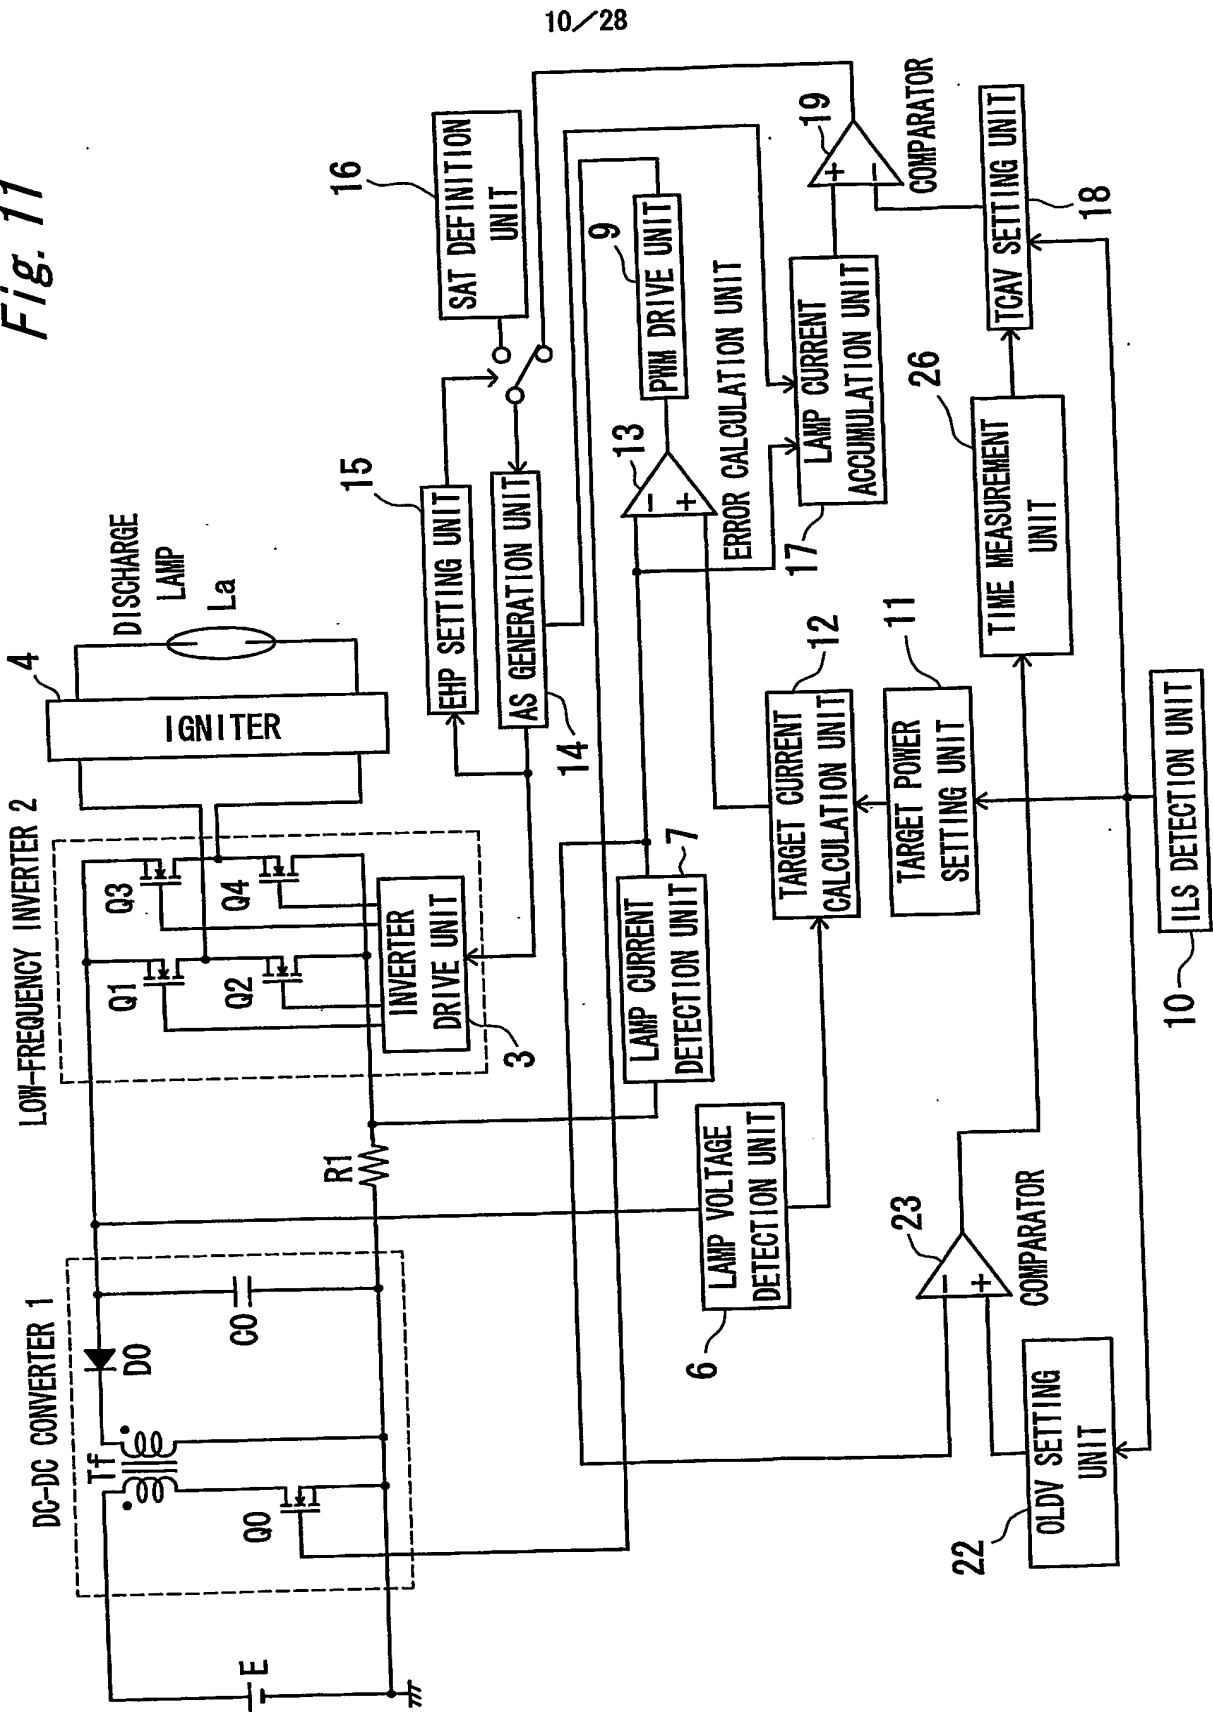 10/28
Fig. 11
DC-DC CONVERTER 1
LOW-FREQUENCY INVERTER 2
4
DISCHARGE
LAMP
La
E
Tf
D0
C0
Q0
R1
Q1
Q2
Q3
Q4
INVERTER
DRIVE UNIT
3
IGNITER
15
EHP SETTING UNIT
AS GENERATION UNIT
14
16
SAT DEFINITION
UNIT
6
LAMP VOLTAGE
DETECTION UNIT
LAMP CURRENT
DETECTION UNIT
7
13
-
+
ERROR CALCULATION UNIT
9
PWM DRIVE UNIT
TARGET CURRENT
CALCULATION UNIT
12
TARGET POWER
SETTING UNIT
11
17
LAMP CURRENT
ACCUMULATION UNIT
19
+
-
COMPARATOR
22
OLDV SETTING
UNIT
23
-
+
COMPARATOR
26
TIME MEASUREMENT
UNIT
TCAV SETTING UNIT
18
10
ILS DETECTION UNIT